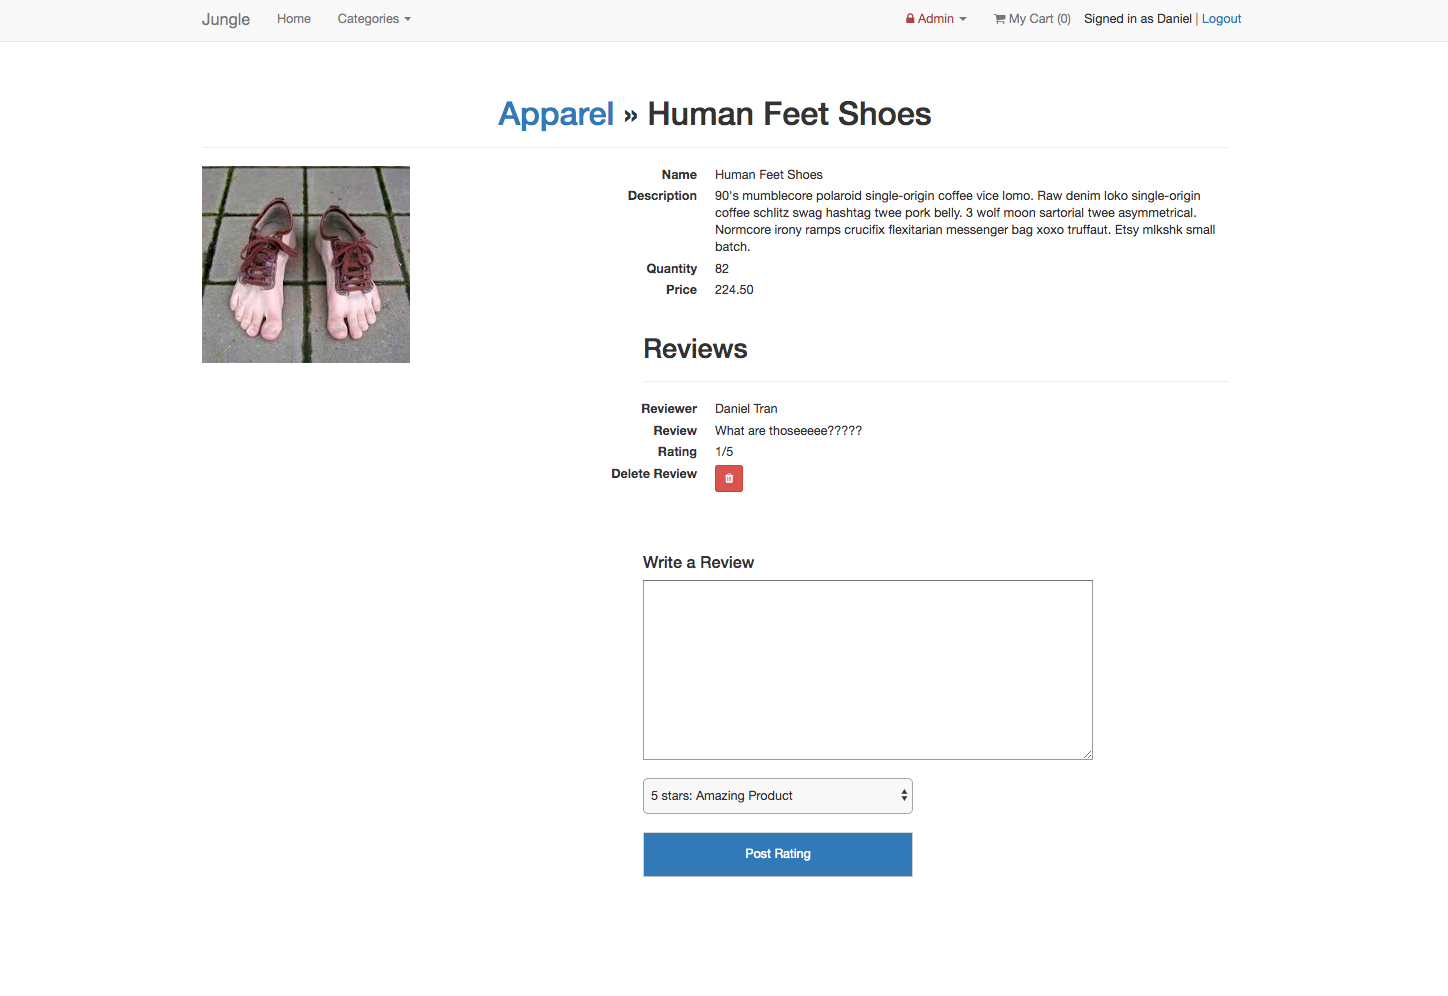 Jungle Home Categories Admin My Cart (0) Signed in as Daniel | Logout
Apparel » Human Feet Shoes
Name Human Feet Shoes
Description 90's mumblecore polaroid single-origin coffee vice lomo. Raw denim loko single-origin
coffee schlitz swag hashtag twee pork belly. 3 wolf moon sartorial twee asymmetrical.
Normcore irony ramps crucifix flexitarian messenger bag xoxo truffaut. Etsy mlkshk small
batch.
Quantity 82
Price 224.50
Reviews
Reviewer Daniel Tran
Review What are thoseeeee?????
Rating 1/5
Delete Review
Write a Review
5 stars: Amazing Product
Post Rating